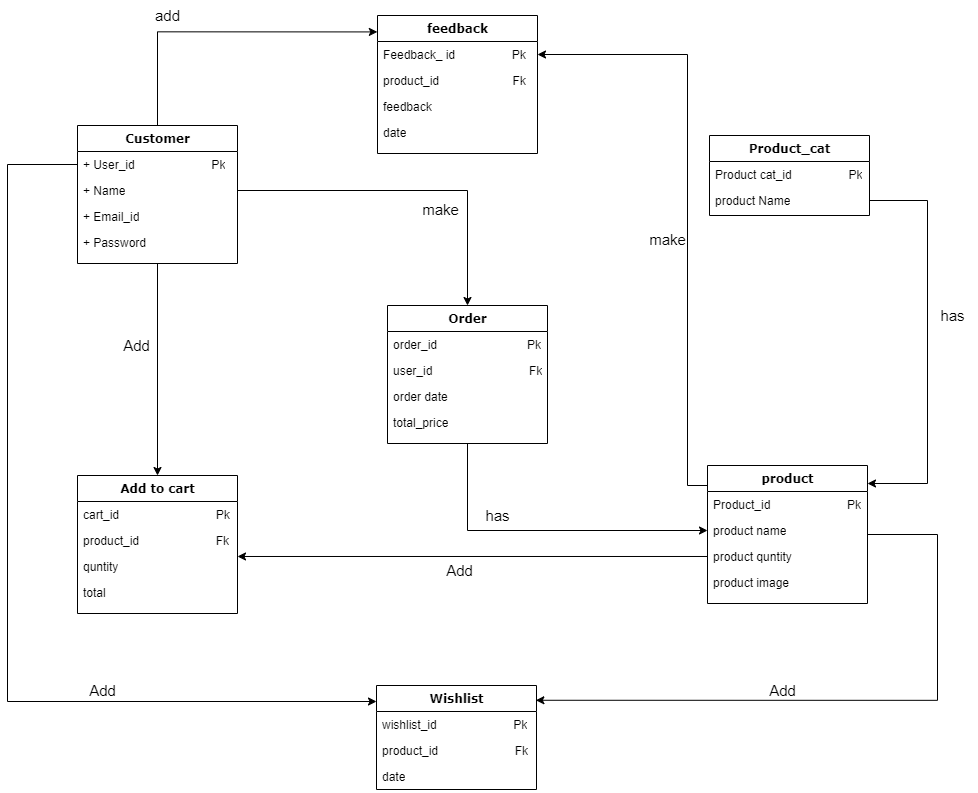 add
feedback
Feedback_ id Pk
product_id Fk
feedback
date
Customer
+ User_id Pk
+ Name
+ Email_id
+ Password
Product_cat
Product cat_id Pk
product Name
make
make
has
Add
Order
order_id Pk
user_id Fk
order date
total_price
Add to cart
cart_id Pk
product_id Fk
quntity
total
has
Add
product
Product_id Pk
product name
product quntity
product image
Add
Add
Wishlist
wishlist_id Pk
product_id Fk
date